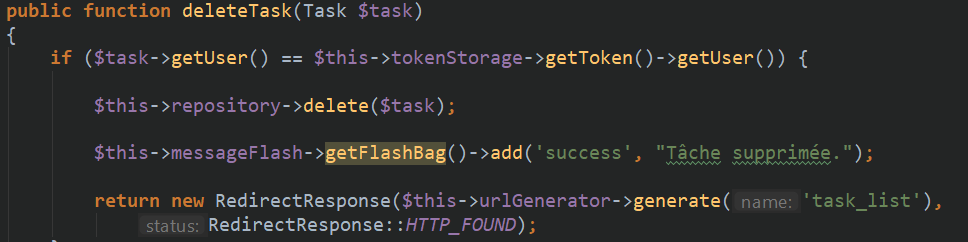 public function deleteTask(Task $task)
{
if ($task->getUser() == $this->tokenStorage->getToken()->getUser()) {
$this->repository->delete($task);
$this->messageFlash->getFlashBag()->add('success', "Tâche supprimée.");
return new RedirectResponse($this->urlGenerator->generate( name: 'task_list'),
status: RedirectResponse::HTTP_FOUND);